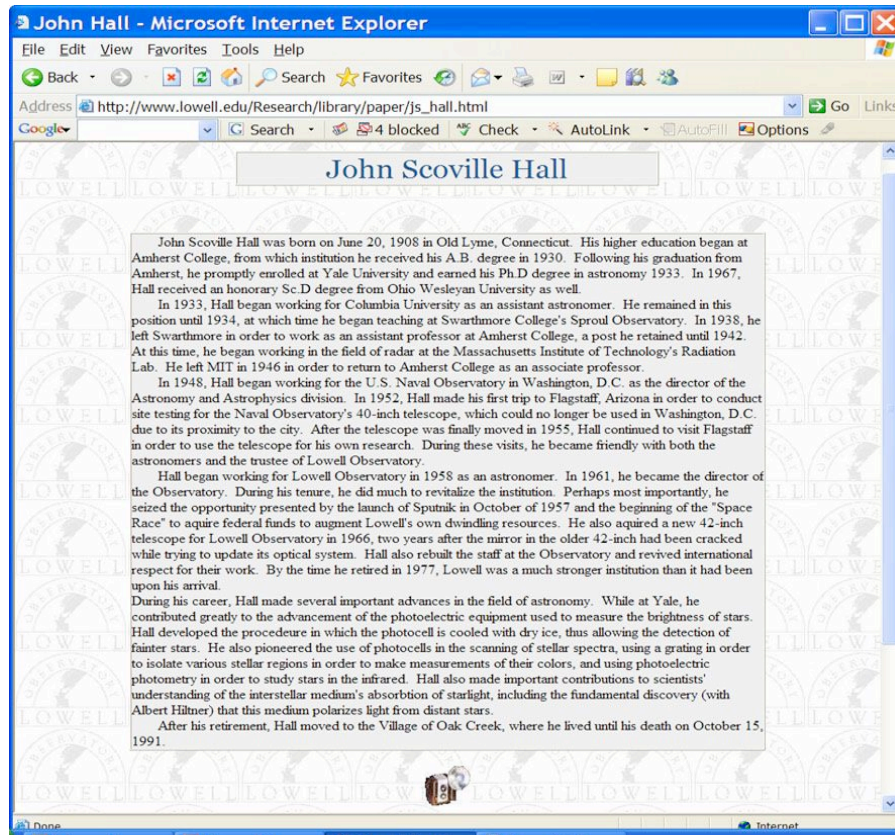 John Hall - Microsoft Internet Explorer
File Edit View Favorites Tools Help
Back Search Favorites
Address http://www.lowell.edu/Research/library/paper/js_hall.html Go Links
Google Search 4 blocked Check AutoLink AutoFill Options
John Scoville Hall
John Scoville Hall was born on June 20, 1908 in Old Lyme, Connecticut. His higher education began at
Amherst College, from which institution he received his A.B. degree in 1930. Following his graduation from
Amherst, he promptly enrolled at Yale University and earned his Ph.D degree in astronomy 1933. In 1967,
Hall received an honorary Sc.D degree from Ohio Wesleyan University as well.
In 1933, Hall began working for Columbia University as an assistant astronomer. He remained in this
position until 1934, at which time he began teaching at Swarthmore College's Sproul Observatory. In 1938, he
left Swarthmore in order to work as an assistant professor at Amherst College, a post he retained until 1942.
At this time, he began working in the field of radar at the Massachusetts Institute of Technology's Radiation
Lab. He left MIT in 1946 in order to return to Amherst College as an associate professor.
In 1948, Hall began working for the U.S. Naval Observatory in Washington, D.C. as the director of the
Astronomy and Astrophysics division. In 1952, Hall made his first trip to Flagstaff, Arizona in order to conduct
site testing for the Naval Observatory's 40-inch telescope, which could no longer be used in Washington, D.C.
due to its proximity to the city. After the telescope was finally moved in 1955, Hall continued to visit Flagstaff
in order to use the telescope for his own research. During these visits, he became friendly with both the
astronomers and the trustee of Lowell Observatory.
Hall began working for Lowell Observatory in 1958 as an astronomer. In 1961, he became the director of
the Observatory. During his tenure, he did much to revitalize the institution. Perhaps most importantly, he
seized the opportunity presented by the launch of Sputnik in October of 1957 and the beginning of the "Space
Race" to aquire federal funds to augment Lowell's own dwindling resources. He also aquired a new 42-inch
telescope for Lowell Observatory in 1966, two years after the mirror in the older 42-inch had been cracked
while trying to update its optical system. Hall also rebuilt the staff at the Observatory and revived international
respect for their work. By the time he retired in 1977, Lowell was a much stronger institution than it had been
upon his arrival.
During his career, Hall made several important advances in the field of astronomy. While at Yale, he
contributed greatly to the advancement of the photoelectric equipment used to measure the brightness of stars.
Hall developed the procedeure in which the photocell is cooled with dry ice, thus allowing the detection of
fainter stars. He also pioneered the use of photocells in the scanning of stellar spectra, using a grating in order
to isolate various stellar regions in order to make measurements of their colors, and using photoelectric
photometry in order to study stars in the infrared. Hall also made important contributions to scientists'
understanding of the interstellar medium's absorbtion of starlight, including the fundamental discovery (with
Albert Hiltner) that this medium polarizes light from distant stars.
After his retirement, Hall moved to the Village of Oak Creek, where he lived until his death on October 15,
1991.
Done Internet